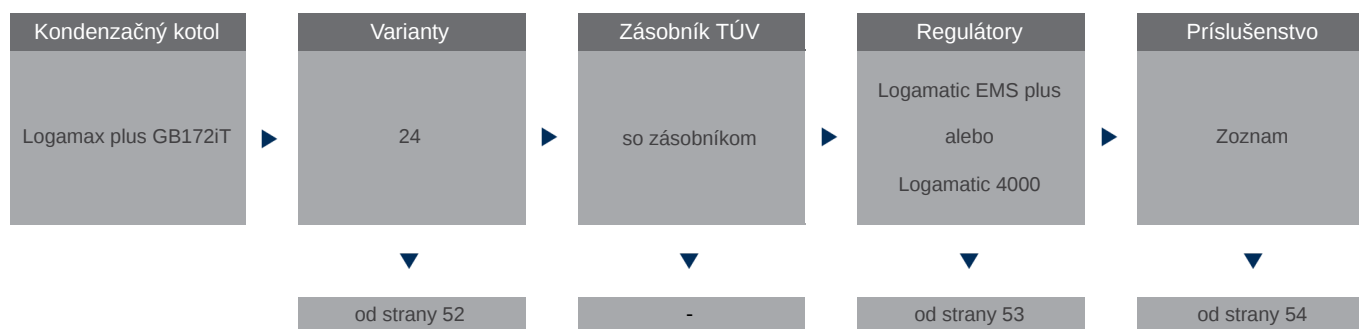 Kondenzačný kotol
Varianty
Zásobník TÚV
Regulátory
Príslušenstvo
Logamax plus GB172iT
24
so zásobníkom
Logamatic EMS plus
alebo
Logamatic 4000
Zoznam
od strany 52
-
od strany 53
od strany 54